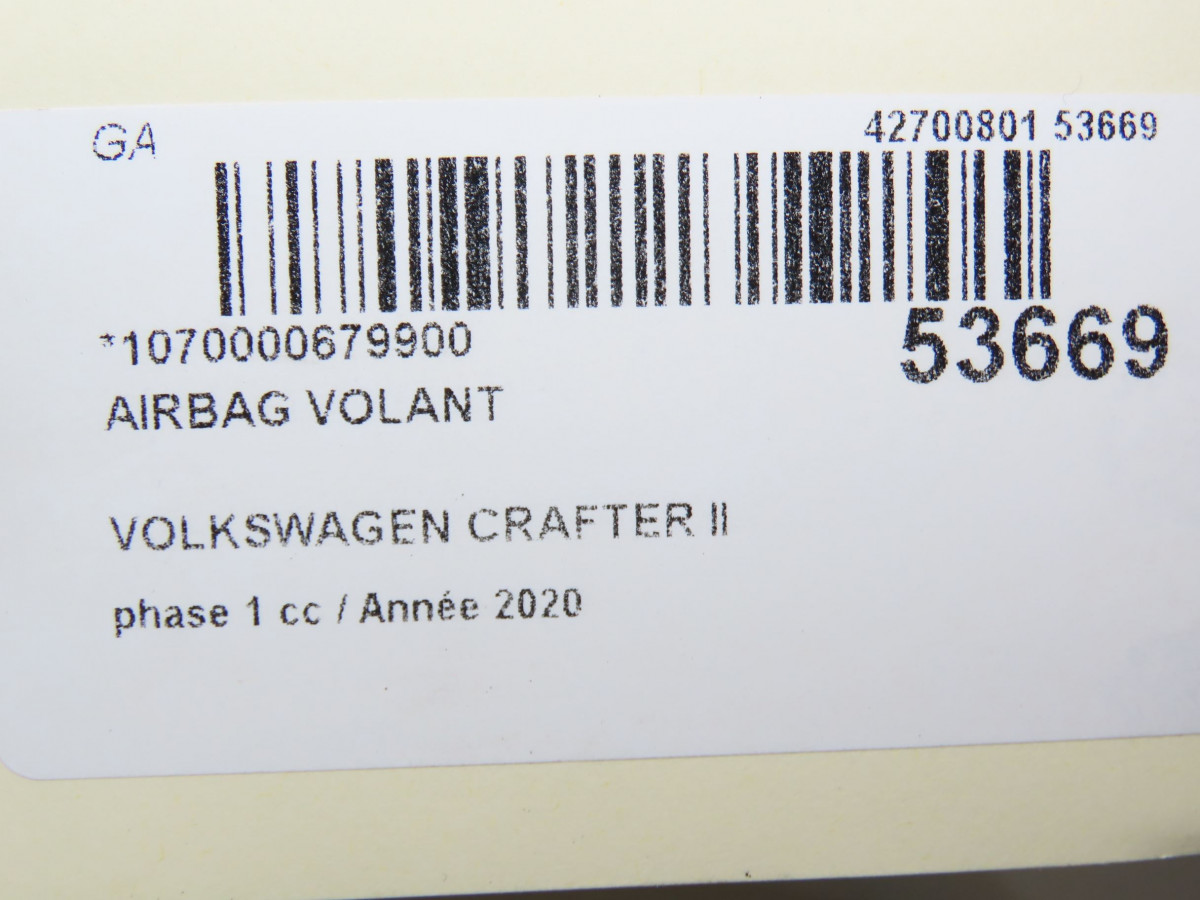 GA
42700801 53669
*1070000679900
53669
AIRBAG VOLANT
VOLKSWAGEN CRAFTER II
phase 1 cc / Année 2020